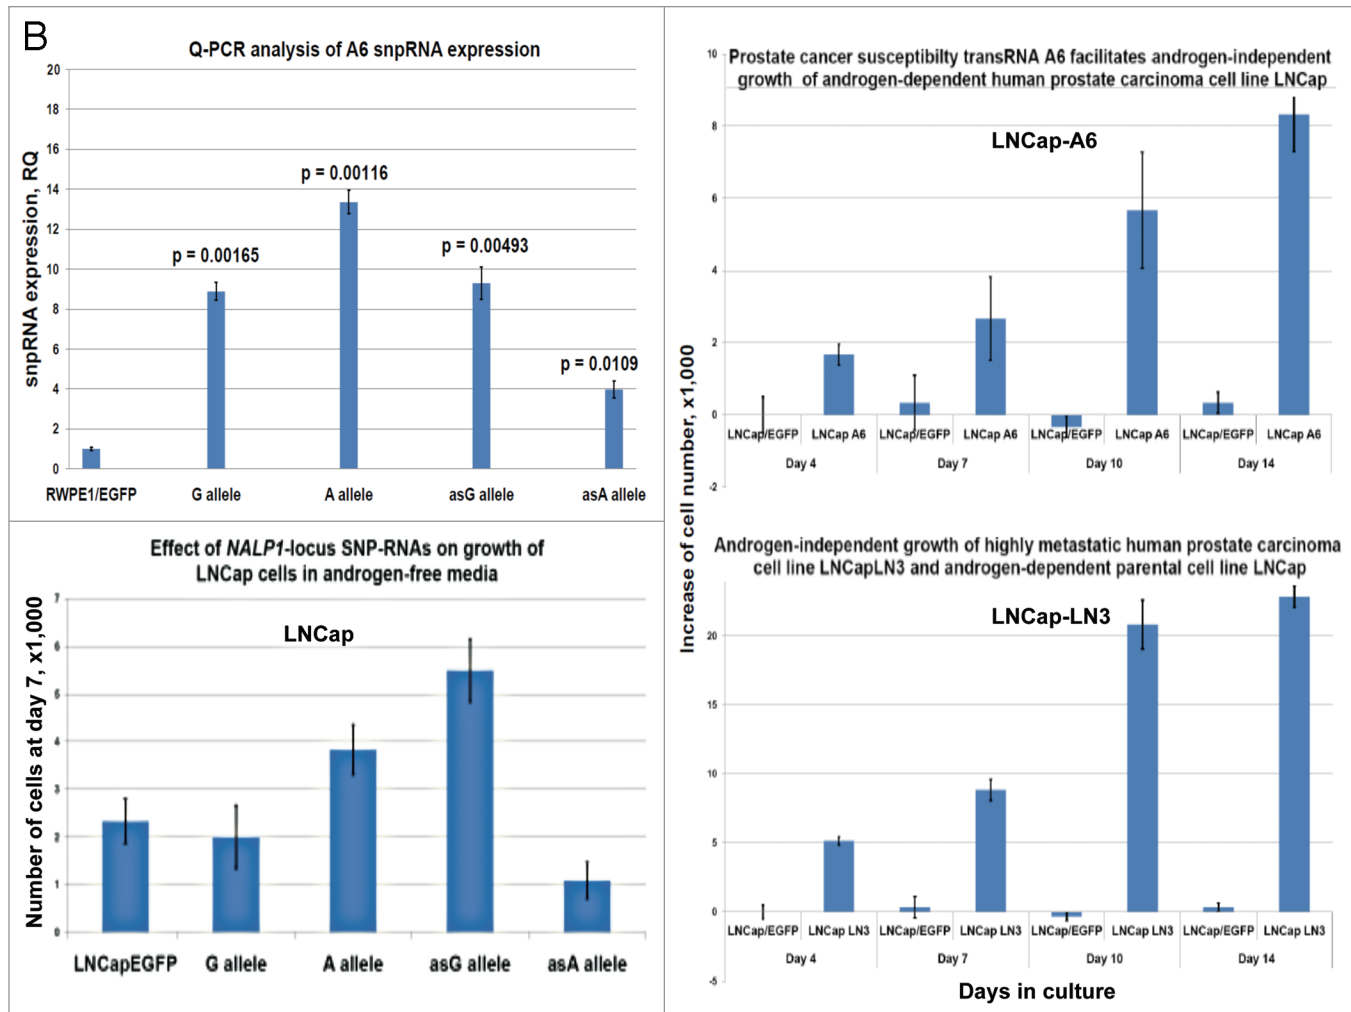 B
Q-PCR analysis of A6 snpRNA expression
snpRNA expression, RQ
20
18
16
14
12
10
8
6
4
2
0
p = 0.00165
p = 0.00116
p = 0.00493
p = 0.0109
RWPE1/EGFP G allele A allele asG allele asA allele
Effect of NALP1-locus SNP-RNAs on growth of
LNCap cells in androgen-free media
LNCap
Number of cells at day 7, x1,000
7
6
5
4
3
2
1
0
LNCapEGFP G allele A allele asG allele asA allele
Prostate cancer susceptibilty transRNA A6 facilitates androgen-independent
growth of androgen-dependent human prostate carcinoma cell line LNCap
LNCap-A6
Increase of cell number, x1,000
10
8
6
4
2
0
-2
LNCap/EGFP LNCap A6 LNCap/EGFP LNCap A6 LNCap/EGFP LNCap A6 LNCap/EGFP LNCap A6
Day 4 Day 7 Day 10 Day 14
Androgen-independent growth of highly metastatic human prostate carcinoma
cell line LNCapLN3 and androgen-dependent parental cell line LNCap
LNCap-LN3
20
15
10
5
0
-5
LNCap/EGFP LNCap LN3 LNCap/EGFP LNCap LN3 LNCap/EGFP LNCap LN3 LNCap/EGFP LNCap LN3
Day 4 Day 7 Day 10 Day 14
Days in culture